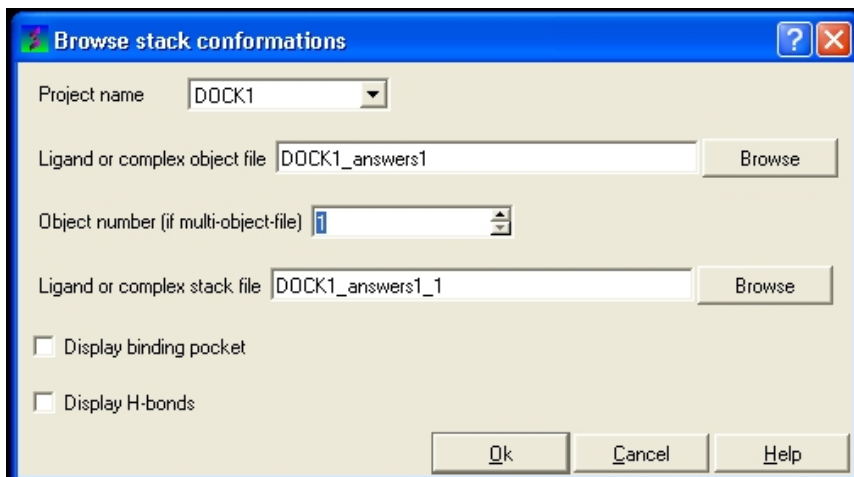 Browse stack conformations
Project name DOCK1
Ligand or complex object file DOCK1_answers1 Browse
Object number (if multi-object-file) 1
Ligand or complex stack file DOCK1_answers1_1 Browse
Display binding pocket
Display H-bonds
Ok Cancel Help